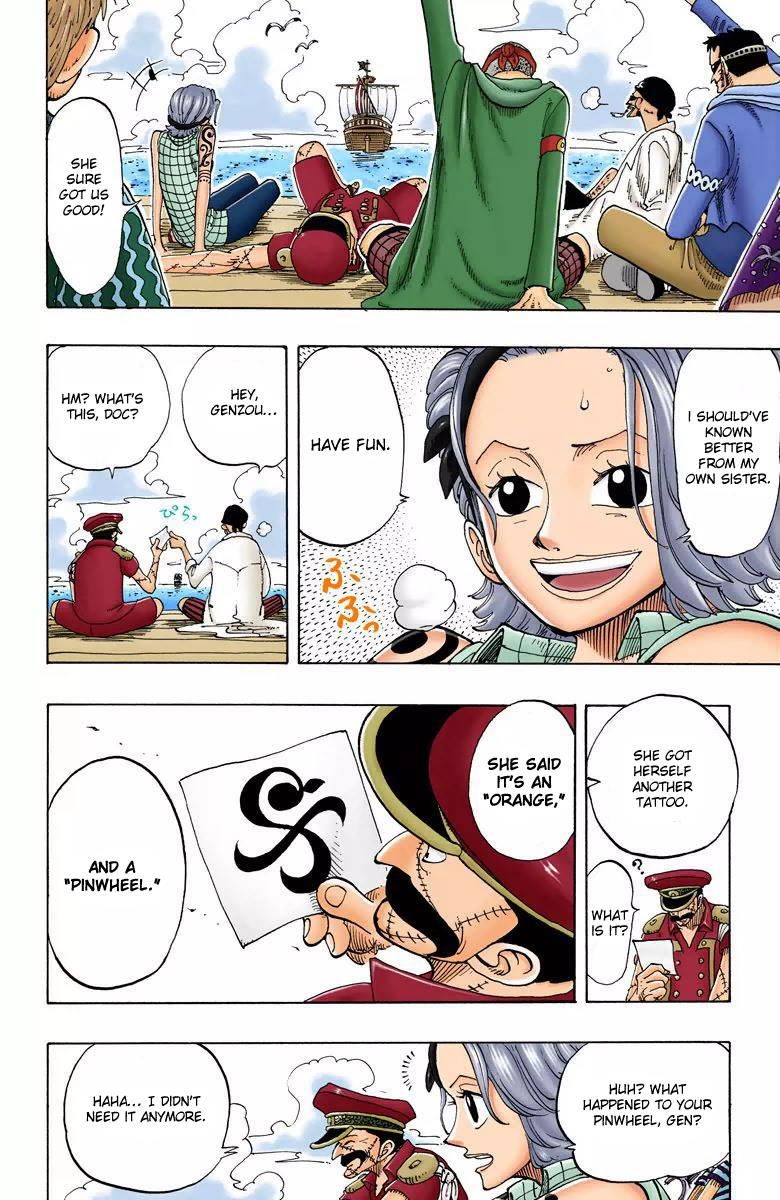 SHE
SURE
GOT US
GOOD!
I SHOULD'VE
KNOWN
BETTER
FROM MY
OWN SISTER.
HAVE FUN.
ふふっ
HEY,
GENZOU...
HM? WHAT'S
THIS, DOC?
ぴらっ
SHE GOT
HERSELF
ANOTHER
TATTOO.
?
WHAT
IS IT?
SHE SAID
IT'S AN
"ORANGE,"
AND A
"PINWHEEL."
HUH? WHAT
HAPPENED TO YOUR
PINWHEEL, GEN?
HAHA... I DIDN'T
NEED IT ANYMORE.